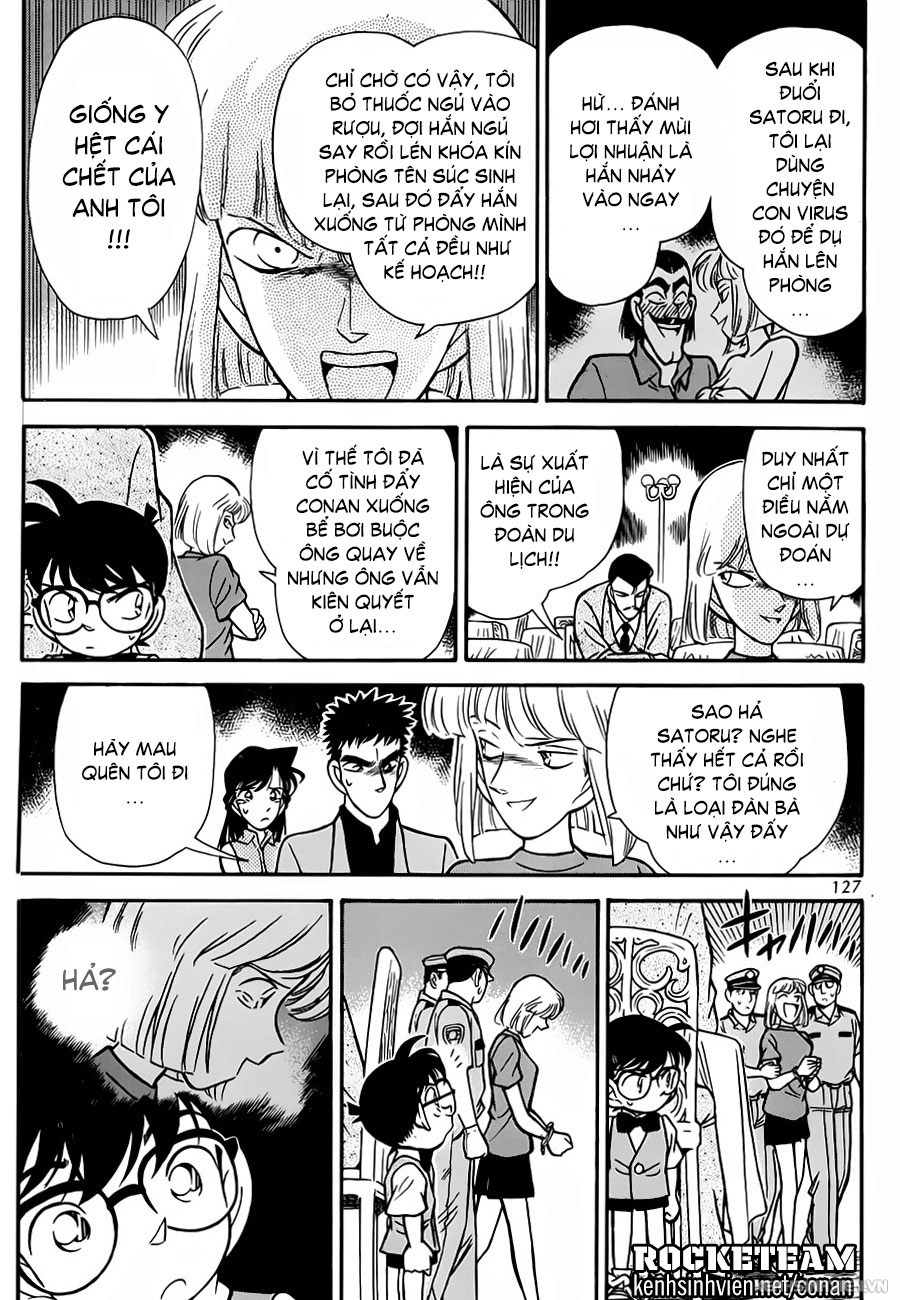 SAU KHI
ĐUỔI
SATORU ĐI,
TÔI LẠI
DÙNG
CHUYỆN
CON VIRUS
ĐÓ ĐỂ DỤ
HẮN LÊN
PHÒNG
...
HỪ... ĐÁNH
HƠI THẤY MÙI
LỢI NHUẬN LÀ
HẮN NHẢY
VÀO NGAY
...
CHỈ CHỜ CÓ VẬY, TÔI
BỎ THUỐC NGỦ VÀO
RƯỢU, ĐỢI HẮN NGỦ
SAY RỒI LÉN KHÓA KÍN
PHÒNG TÊN SÚC SINH
LẠI, SAU ĐÓ ĐẨY HẮN
XUỐNG TỪ PHÒNG MÌNH
TẤT CẢ ĐỀU NHƯ
KẾ HOẠCH!!
GIỐNG Y
HỆT CÁI
CHẾT CỦA
ANH TÔI
!!!
DUY NHẤT
CHỈ MỘT
ĐIỀU NẰM
NGOÀI DỰ
ĐOÁN
...
LÀ SỰ XUẤT
HIỆN CỦA
ÔNG TRONG
ĐOÀN DU
LỊCH!!
VÌ THẾ TÔI ĐÃ
CỐ TÌNH ĐẨY
CONAN XUỐNG
BỂ BƠI BUỘC
ÔNG QUAY VỀ
NHƯNG ÔNG VẪN
KIÊN QUYẾT
Ở LẠI...
SAO HẢ
SATORU? NGHE
THẤY HẾT CẢ RỒI
CHỨ? TÔI ĐÚNG
LÀ LOẠI ĐÀN BÀ
NHƯ VẬY ĐẤY
...
HÃY MAU
QUÊN TÔI ĐI
...
127
HẢ?
ROCKETEAM
kenhsinhvien.net/conan